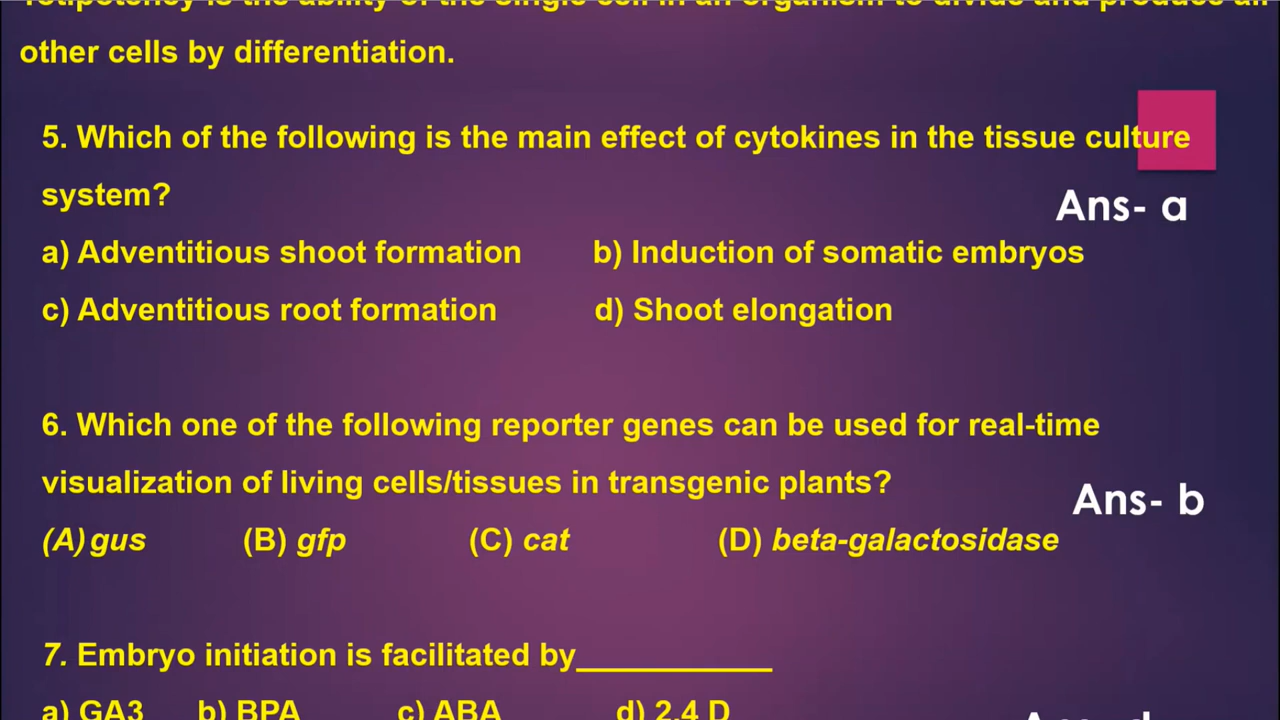 Totipotency is the ability of the single cell in an organism to divide and produce all
other cells by differentiation.
5. Which of the following is the main effect of cytokines in the tissue culture
system?
Ans- a
a) Adventitious shoot formation b) Induction of somatic embryos
c) Adventitious root formation d) Shoot elongation
6. Which one of the following reporter genes can be used for real-time
visualization of living cells/tissues in transgenic plants?
Ans- b
(A) gus (B) gfp (C) cat (D) beta-galactosidase
7. Embryo initiation is facilitated by___________
a) GA3 b) BPA c) ABA d) 2,4 D
Ans- d